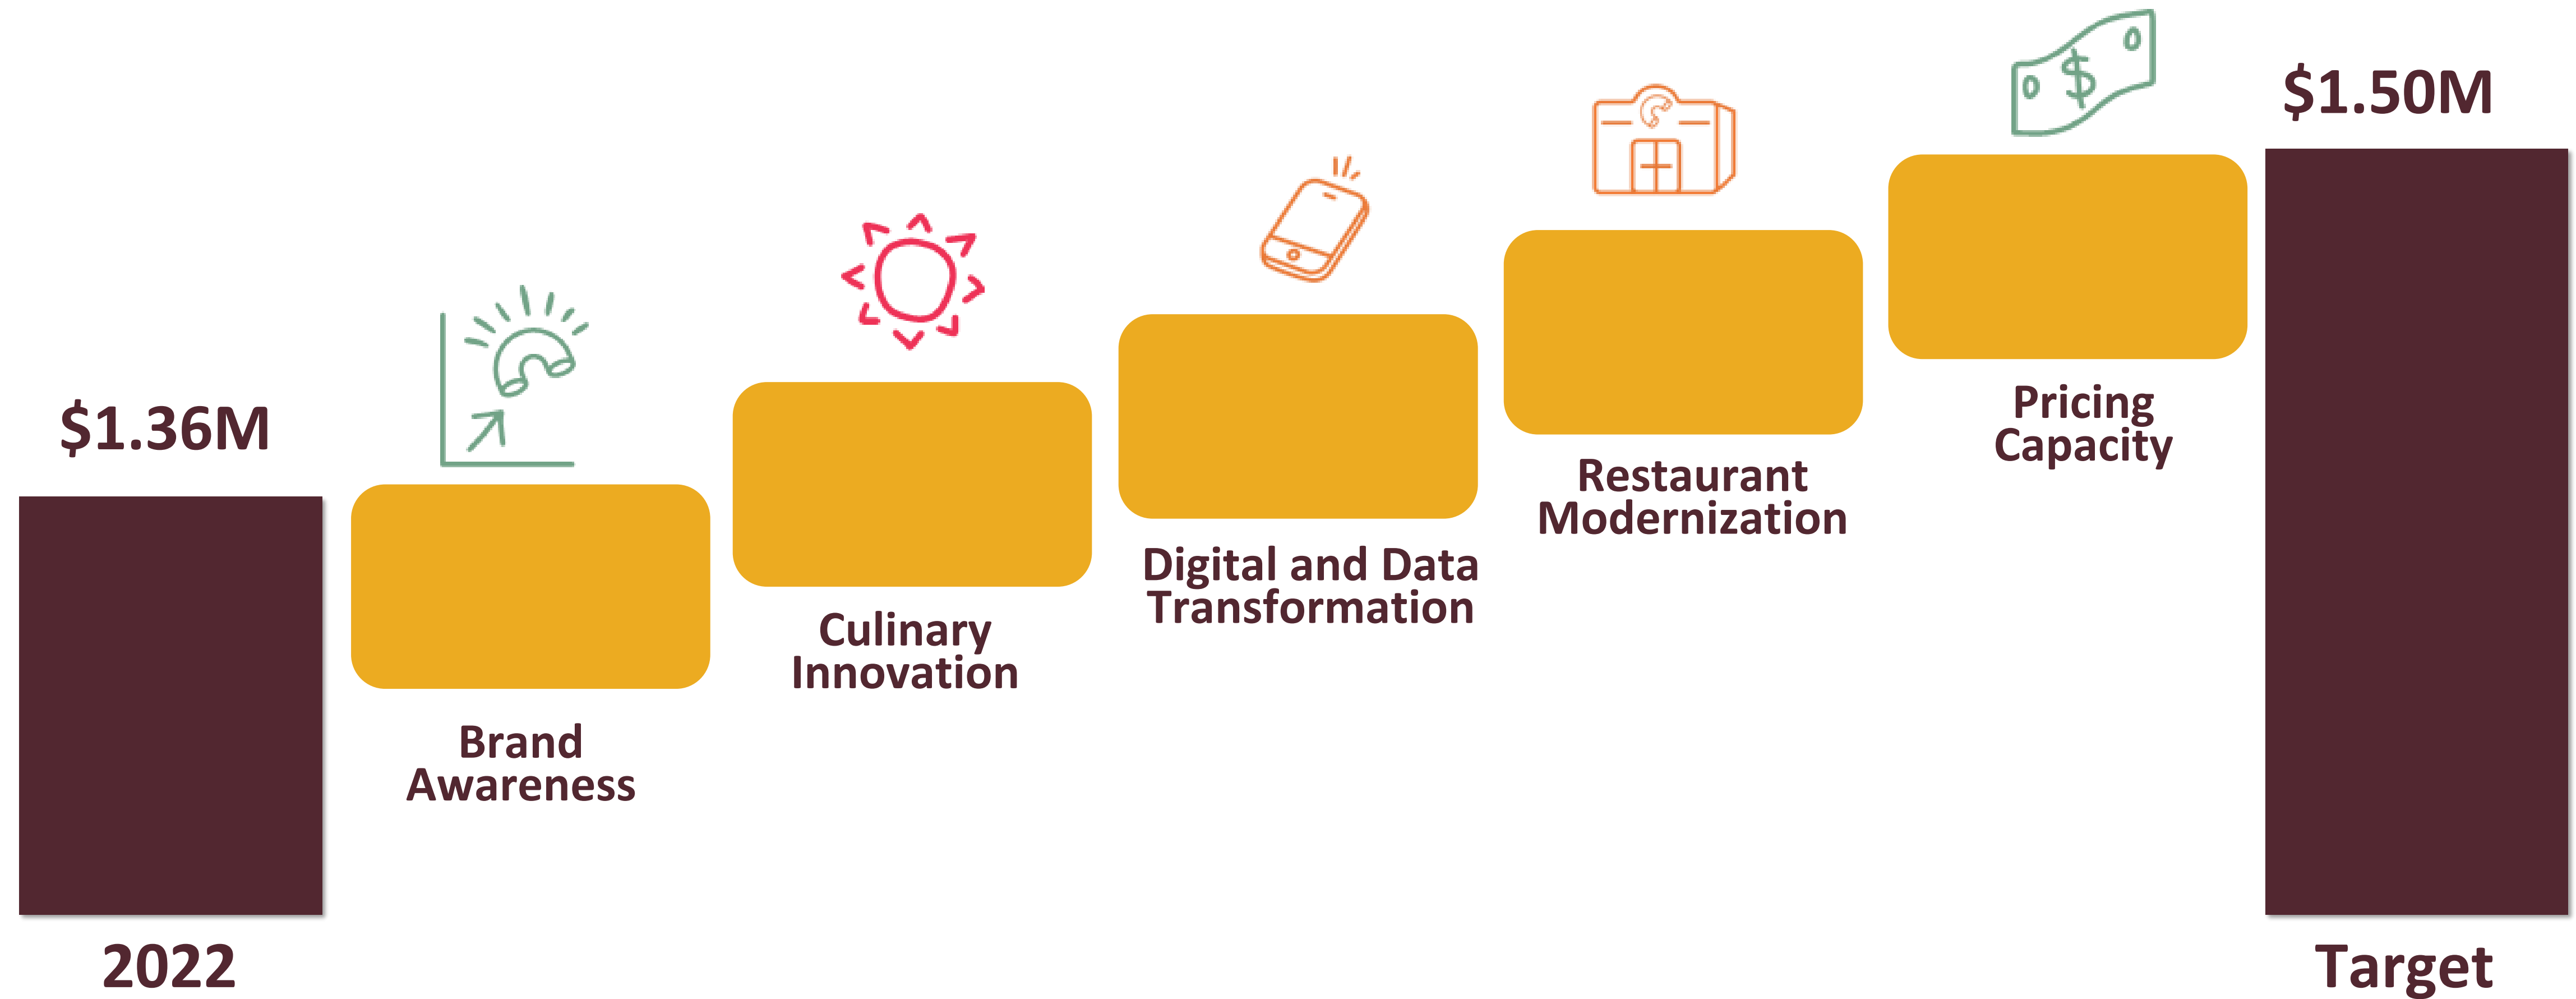 $1.36M
2022
Brand
Awareness
Culinary
Innovation
Digital and Data
Transformation
Restaurant
Modernization
Pricing
Capacity
$1.50M
Target